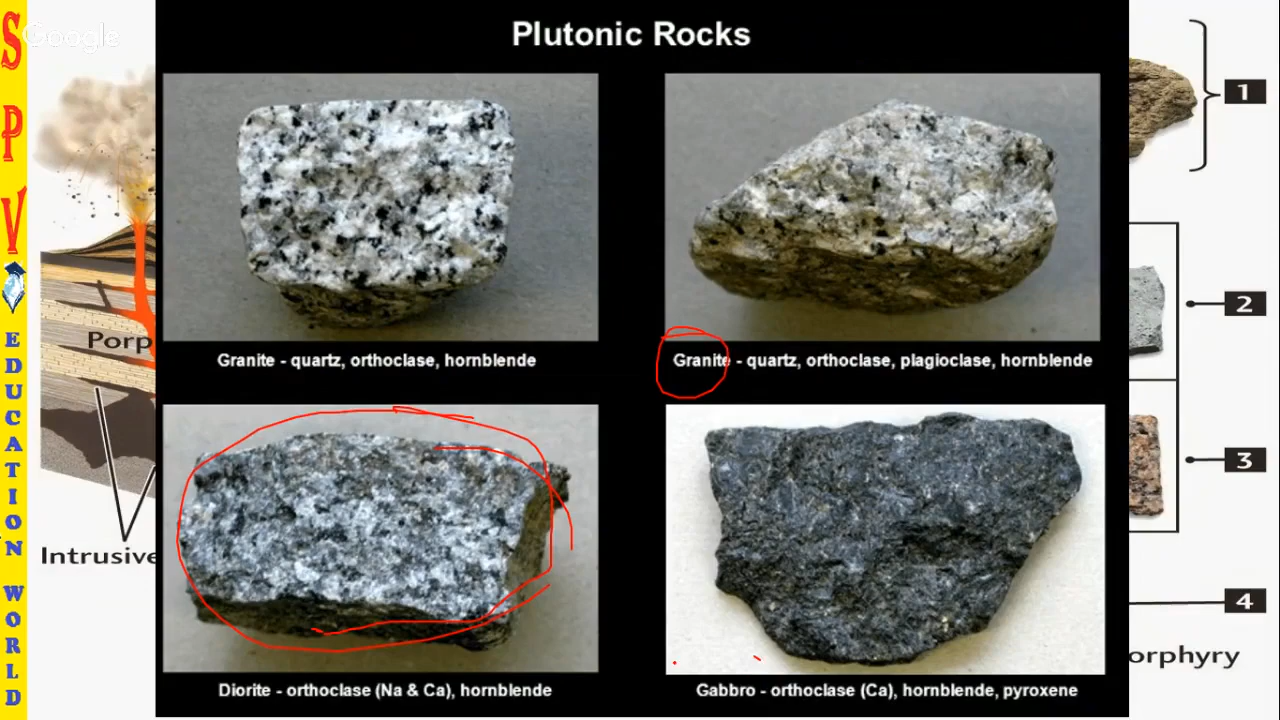 Google
S
P
V
EDUCATION
WORLD
Plutonic Rocks
Granite - quartz, orthoclase, hornblende
Granite - quartz, orthoclase, plagioclase, hornblende
Diorite - orthoclase (Na & Ca), hornblende
Gabbro - orthoclase (Ca), hornblende, pyroxene
Porp
Intrusive
1
2
3
4
orphyry